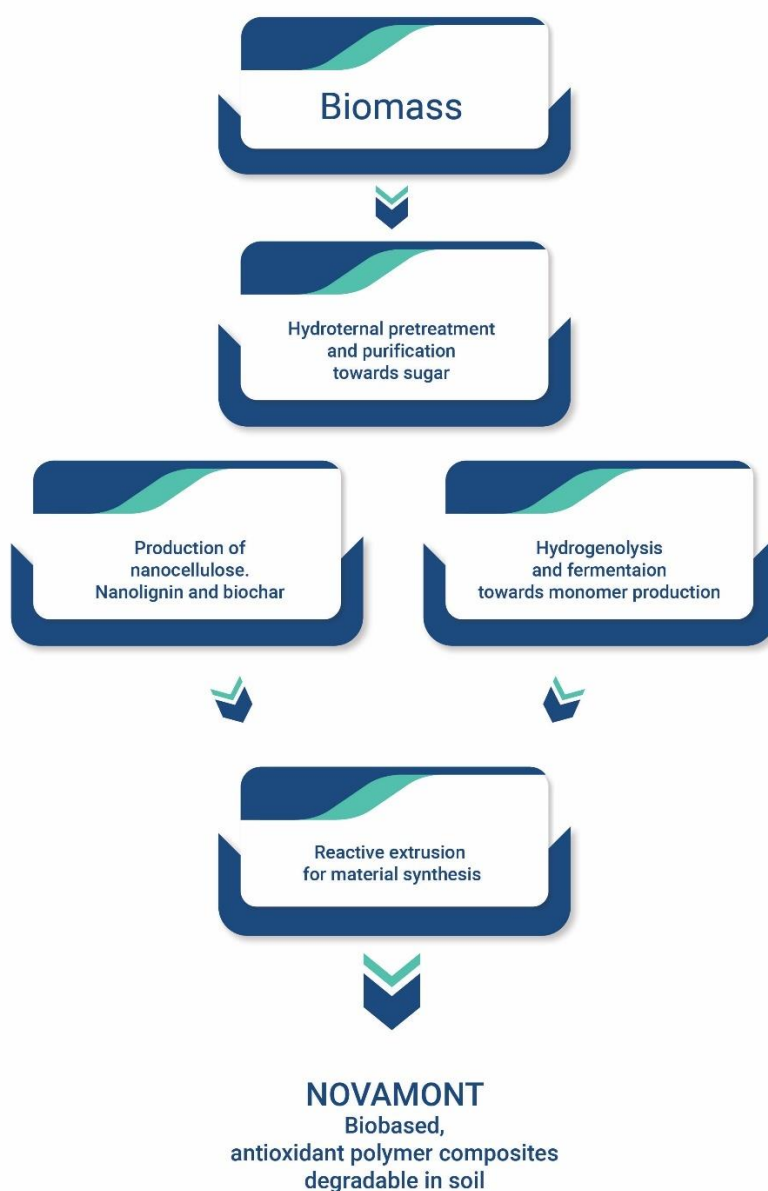 Biomass
Hydroternal pretreatment
and purification
towards sugar
Production of
nanocellulose.
Nanolignin and biochar
Hydrogenolysis
and fermentaion
towards monomer production
Reactive extrusion
for material synthesis
NOVAMONT
Biobased,
antioxidant polymer composites
degradable in soil